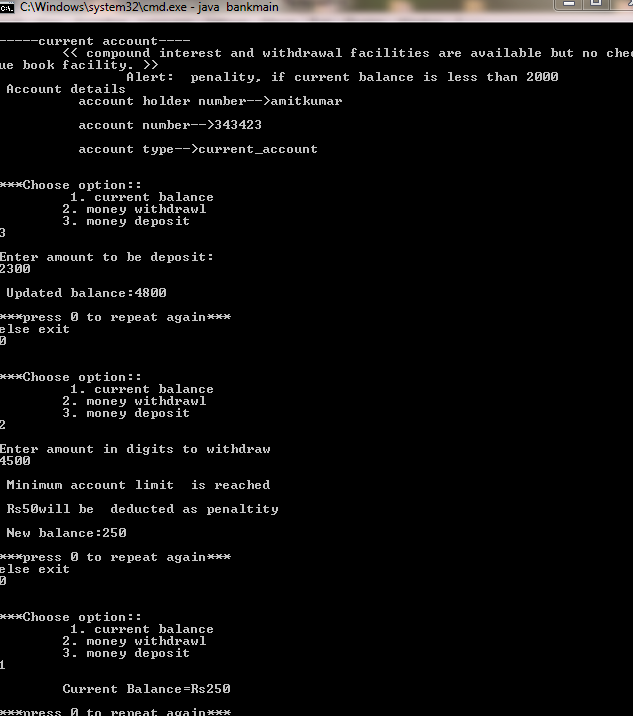 C:\Windows\system32\cmd.exe - java bankmain
-----current account----
<< compound interest and withdrawal facilities are available but no cheq
ue book facility. >>
Alert:  penality, if current balance is less than 2000
Account details
account holder number-->amitkumar
account number-->343423
account type-->current_account
***Choose option::
1. current balance
2. money withdrawl
3. money deposit
3
Enter amount to be deposit:
2300
Updated balance:4800
***press 0 to repeat again***
else exit
0
***Choose option::
1. current balance
2. money withdrawl
3. money deposit
2
Enter amount in digits to withdraw
4500
Minimum account limit  is reached
Rs50will be  deducted as penaltity
New balance:250
***press 0 to repeat again***
else exit
0
***Choose option::
1. current balance
2. money withdrawl
3. money deposit
1
Current Balance=Rs250
***press 0 to repeat again***